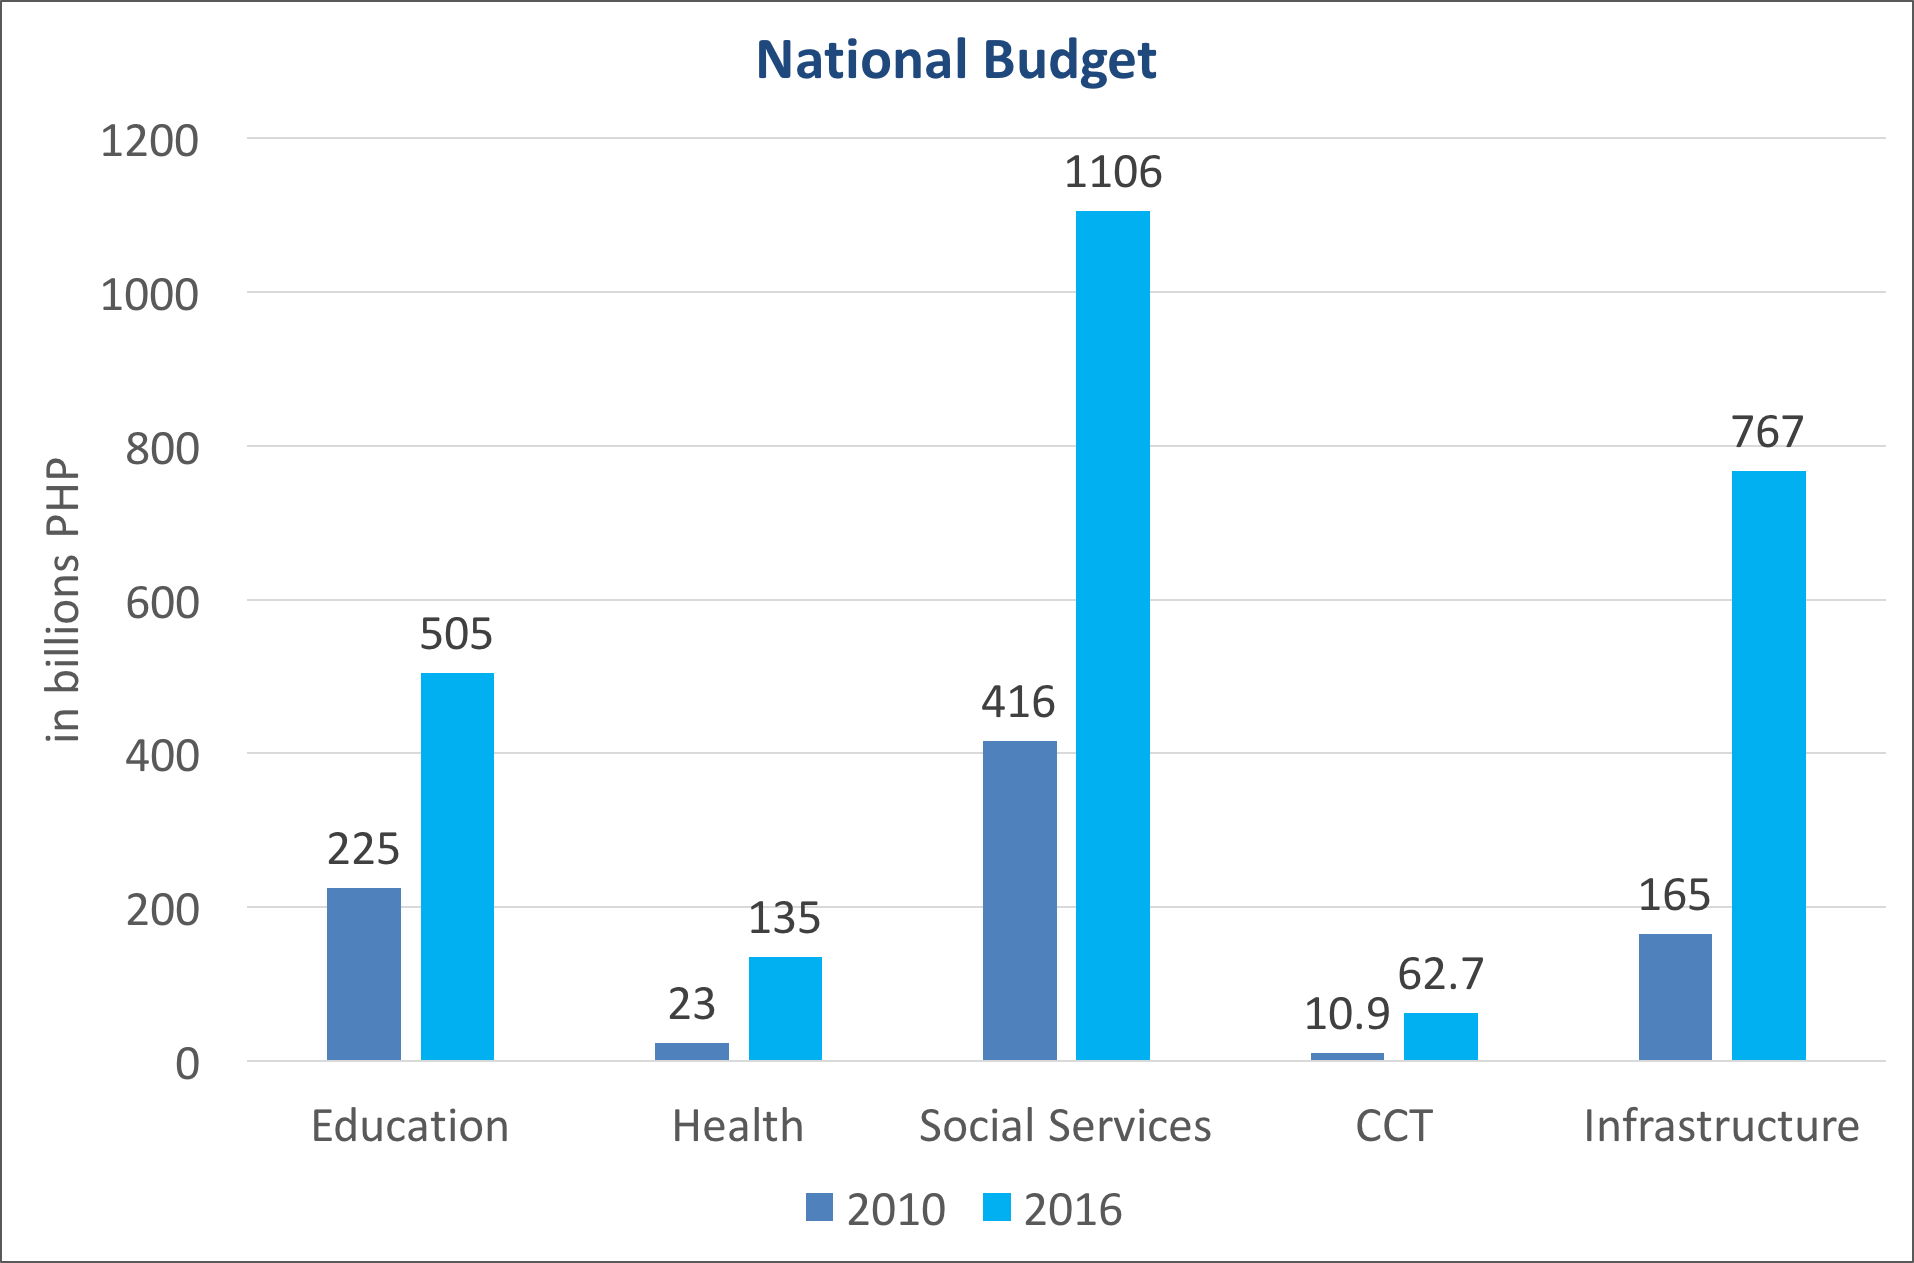 National Budget
in billions PHP
1200
1000
800
600
400
200
0
225
505
23
135
416
1106
10.9
62.7
165
767
Education
Health
Social Services
CCT
Infrastructure
2010
2016